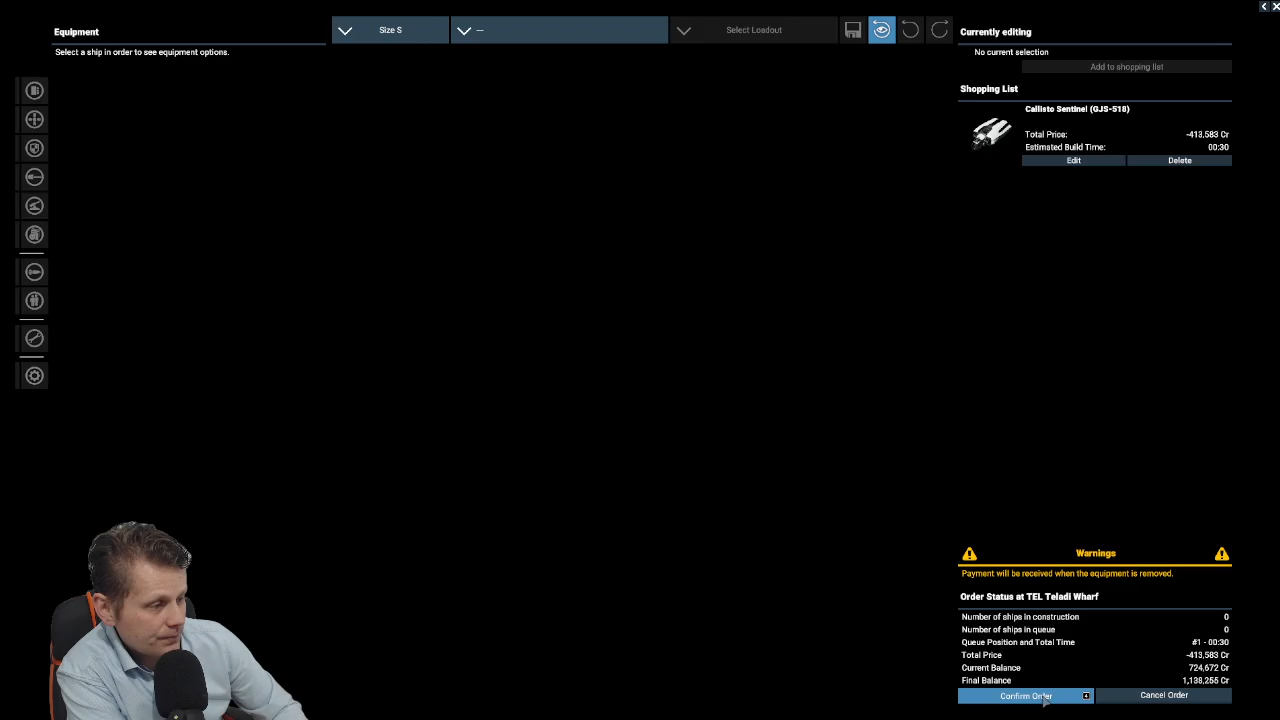 Equipment
Select a ship in order to see equipment options.
Size S
--
Select Loadout
Currently editing
No current selection
Add to shopping list
Shopping List
Callisto Sentinel (GJS-518)
Total Price: -413,583 Cr
Estimated Build Time: 00:30
Edit Delete
Warnings
Payment will be received when the equipment is removed.
Order Status at TEL Teladi Wharf
Number of ships in construction 0
Number of ships in queue 0
Queue Position and Total Time #1 - 00:30
Total Price -413,583 Cr
Current Balance 724,672 Cr
Final Balance 1,138,255 Cr
Confirm Order Cancel Order